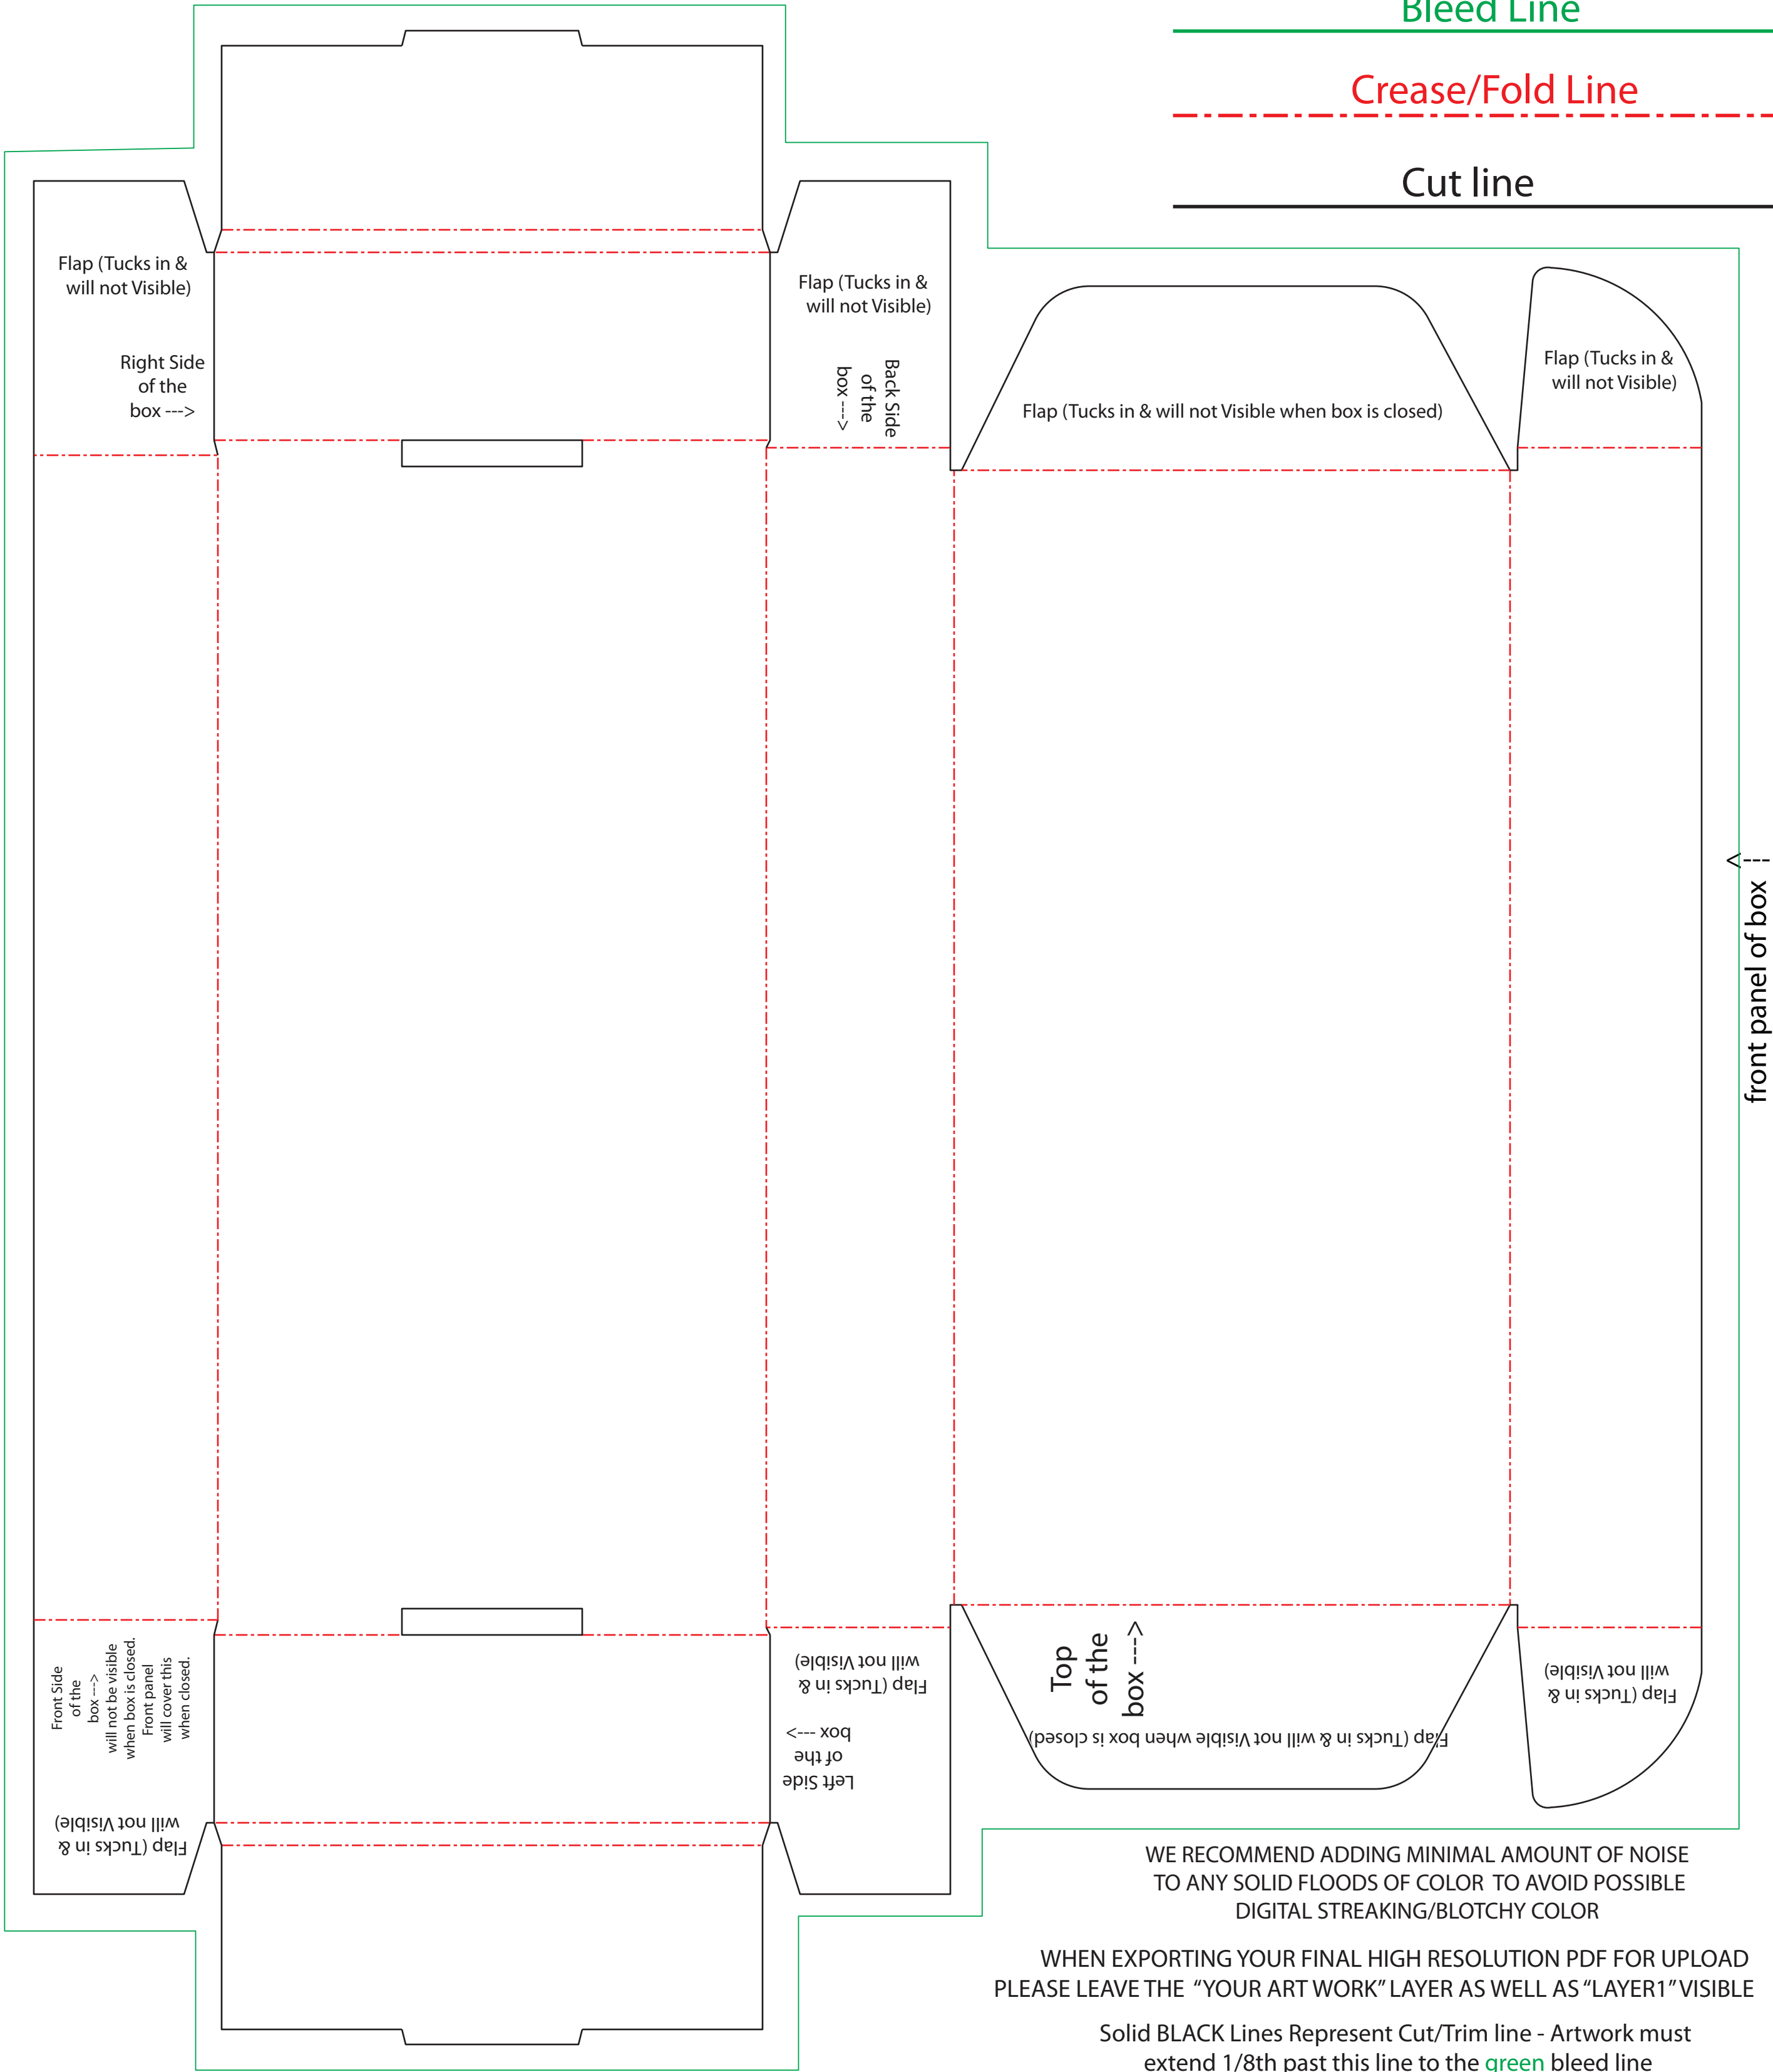 Bleed Line
Crease/Fold Line
Cut line
Flap (Tucks in &
will not Visible)
Right Side
of the
box --->
Flap (Tucks in &
will not Visible)
Back Side
of the
box --->
Flap (Tucks in & will not Visible when box is closed)
Flap (Tucks in &
will not Visible)
<---
front panel of box
Front Side
of the
box --->
will not be visible
when box is closed.
Front panel
will cover this
when closed.
Flap (Tucks in &
will not Visible)
Flap (Tucks in &
will not Visible)
Left Side
of the
box --->
Top
of the
box --->
Flap (Tucks in & will not Visible when box is closed)
Flap (Tucks in &
will not Visible)
WE RECOMMEND ADDING MINIMAL AMOUNT OF NOISE
TO ANY SOLID FLOODS OF COLOR TO AVOID POSSIBLE
DIGITAL STREAKING/BLOTCHY COLOR
WHEN EXPORTING YOUR FINAL HIGH RESOLUTION PDF FOR UPLOAD
PLEASE LEAVE THE “YOUR ART WORK” LAYER AS WELL AS “LAYER1” VISIBLE
Solid BLACK Lines Represent Cut/Trim line - Artwork must
extend 1/8th past this line to the green bleed line